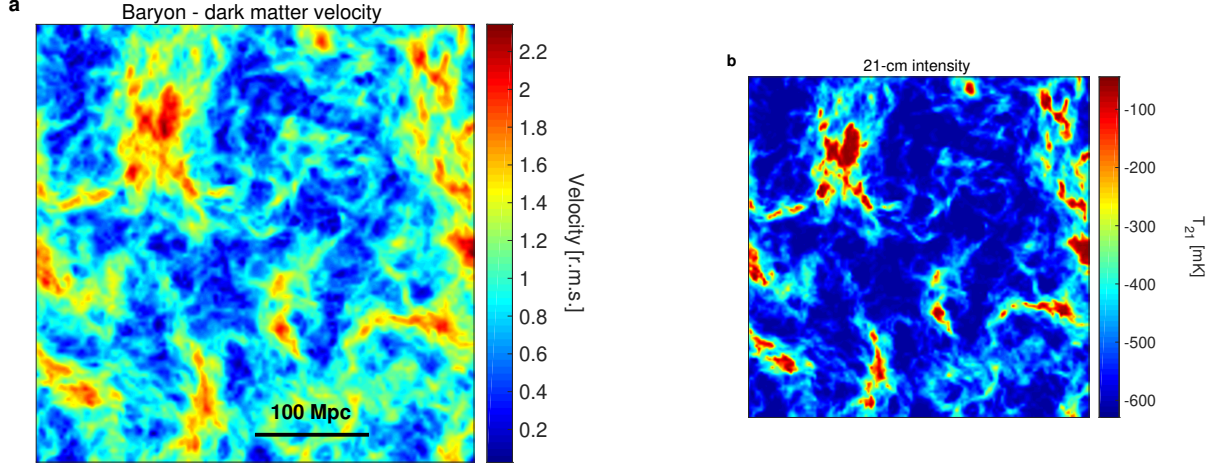 a
Baryon - dark matter velocity
2.2
2
1.8
1.6
1.4
1.2
1
0.8
0.6
0.4
0.2
Velocity [r.m.s.]
100 Mpc
b
21-cm intensity
-100
-200
-300
-400
-500
-600
T21 [mK]